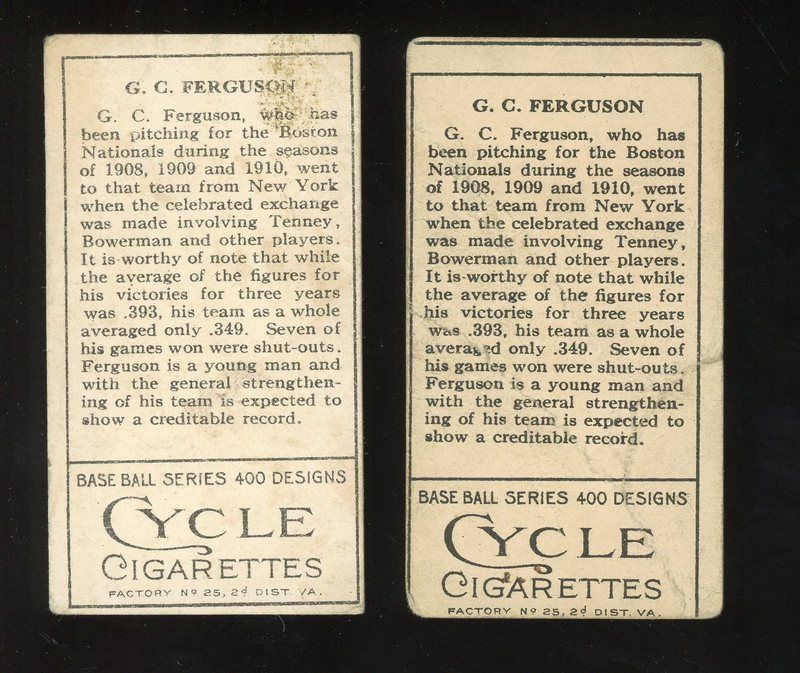 G. C. FERGUSON
G. C. Ferguson, who has
been pitching for the Boston
Nationals during the seasons
of 1908, 1909 and 1910, went
to that team from New York
when the celebrated exchange
was made involving Tenney,
Bowerman and other players.
It is worthy of note that while
the average of the figures for
his victories for three years
was .393, his team as a whole
averaged only .349. Seven of
his games won were shut-outs.
Ferguson is a young man and
with the general strengthen-
ing of his team is expected to
show a creditable record.
BASE BALL SERIES 400 DESIGNS
CYCLE
CIGARETTES
FACTORY No 25, 2d DIST. VA.
G. C. FERGUSON
G. C. Ferguson, who has
been pitching for the Boston
Nationals during the seasons
of 1908, 1909 and 1910, went
to that team from New York
when the celebrated exchange
was made involving Tenney,
Bowerman and other players.
It is worthy of note that while
the average of the figures for
his victories for three years
was .393, his team as a whole
averaged only .349. Seven of
his games won were shut-outs.
Ferguson is a young man and
with the general strengthen-
ing of his team is expected to
show a creditable record.
BASE BALL SERIES 400 DESIGNS
CYCLE
CIGARETTES
FACTORY No 25, 2d DIST. VA.